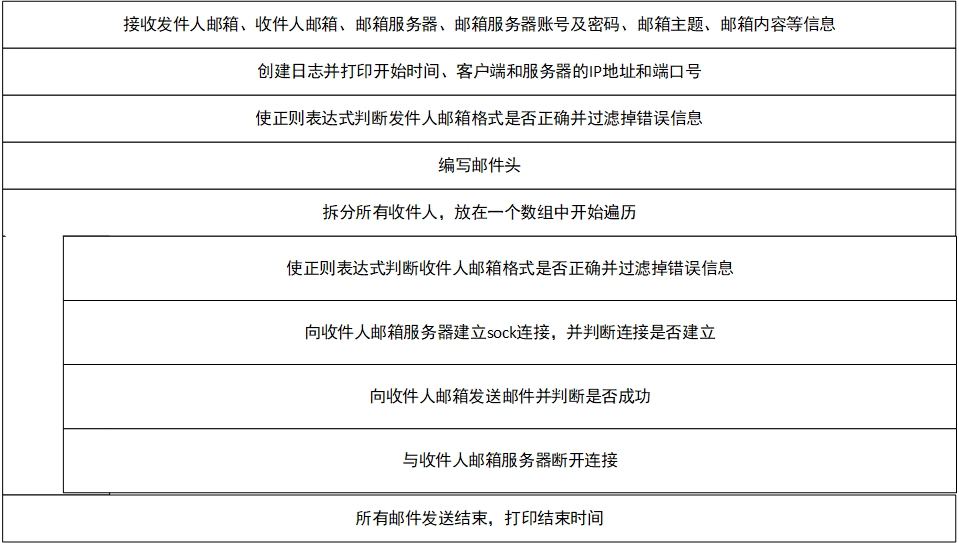 接收发件人邮箱、收件人邮箱、邮箱服务器、邮箱服务器账号及密码、邮箱主题、邮箱内容等信息
创建日志并打印开始时间、客户端和服务器的IP地址和端口号
使正则表达式判断发件人邮箱格式是否正确并过滤掉错误信息
编写邮件头
拆分所有收件人，放在一个数组中开始遍历
使正则表达式判断收件人邮箱格式是否正确并过滤掉错误信息
向收件人邮箱服务器建立sock连接，并判断连接是否建立
向收件人邮箱发送邮件并判断是否成功
与收件人邮箱服务器断开连接
所有邮件发送结束，打印结束时间